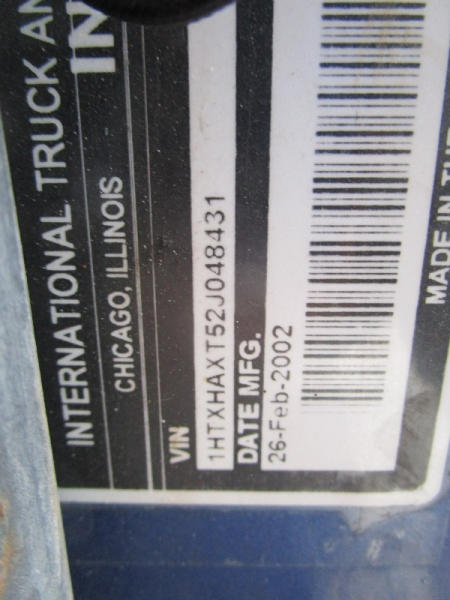 INTERNATIONAL TRUCK AN
IN
CHICAGO, ILLINOIS
VIN
1HTXHAXT52J048431
DATE MFG.
26-Feb-2002
MADE IN THE